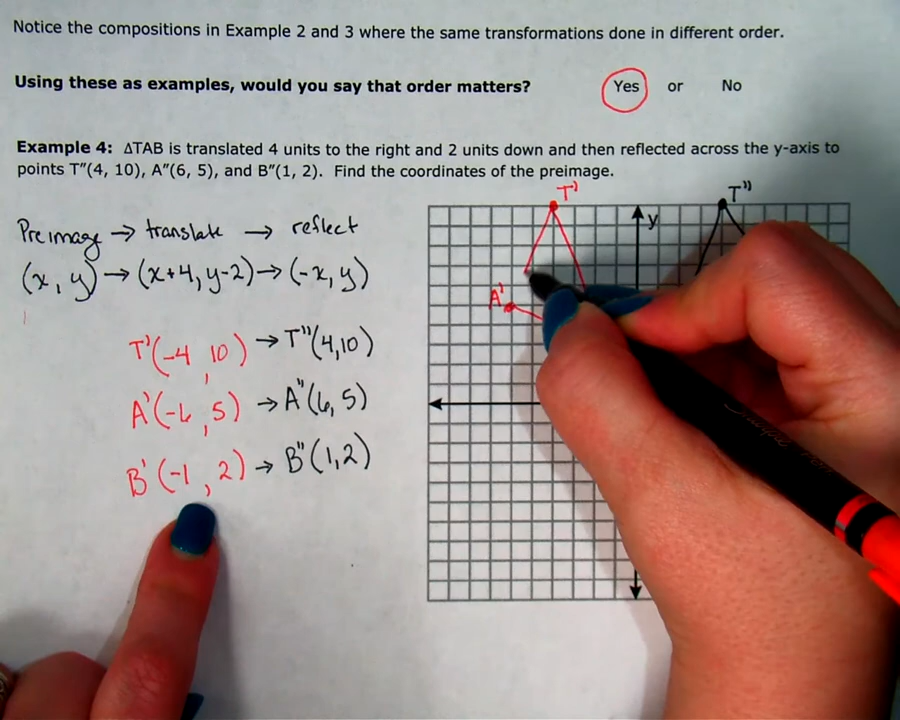 Notice the compositions in Example 2 and 3 where the same transformations done in different order.
Using these as examples, would you say that order matters? Yes or No
Example 4: ΔTAB is translated 4 units to the right and 2 units down and then reflected across the y-axis to
points T″(4, 10), A″(6, 5), and B″(1, 2). Find the coordinates of the preimage.
Preimage → translate → reflect
(x, y) → (x+4, y-2) → (-x, y)
T'(-4, 10) → T"(4,10)
A'(-6, 5) → A"(6, 5)
B'(-1, 2) → B"(1,2)
T'
T"
y
A'